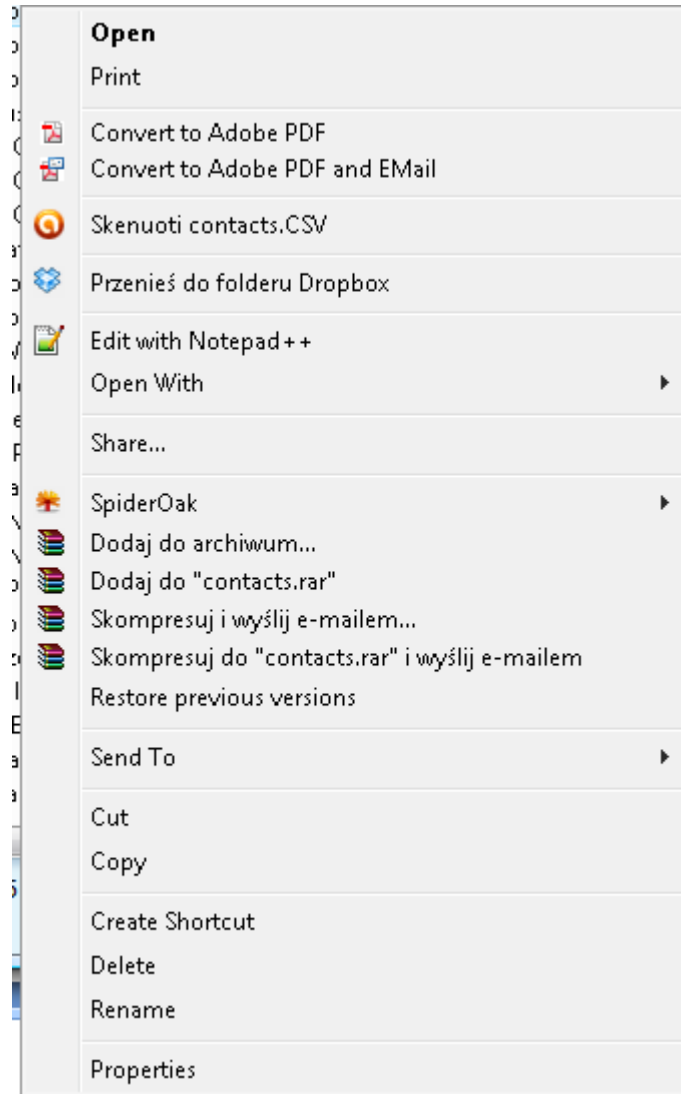 Open
Print
Convert to Adobe PDF
Convert to Adobe PDF and EMail
Skenuoti contacts.CSV
Przenieś do folderu Dropbox
Edit with Notepad++
Open With
Share...
SpiderOak
Dodaj do archiwum...
Dodaj do "contacts.rar"
Skompresuj i wyślij e-mailem...
Skompresuj do "contacts.rar" i wyślij e-mailem
Restore previous versions
Send To
Cut
Copy
Create Shortcut
Delete
Rename
Properties